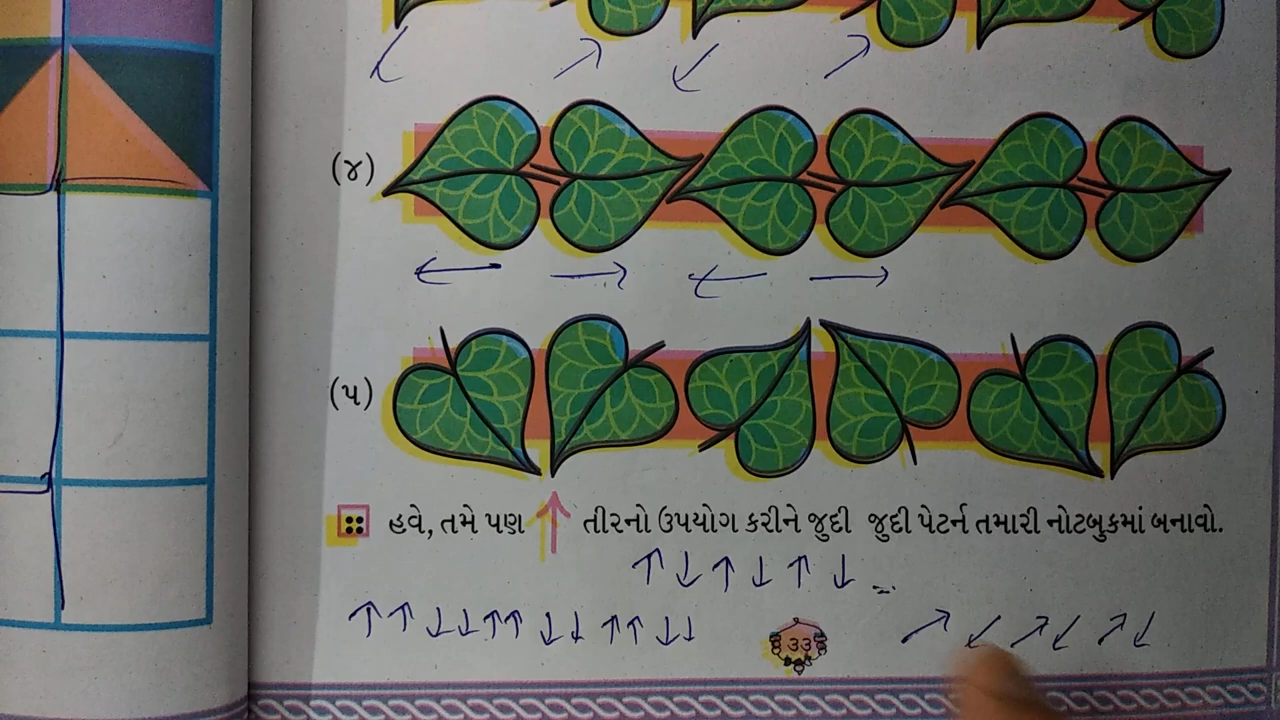 (૪)
(૫)
હવે, તમે પણ ↑ તીરનો ઉપયોગ કરીને જુદી જુદી પેટર્ન તમારી નોટબુકમાં બનાવો.
૩૩